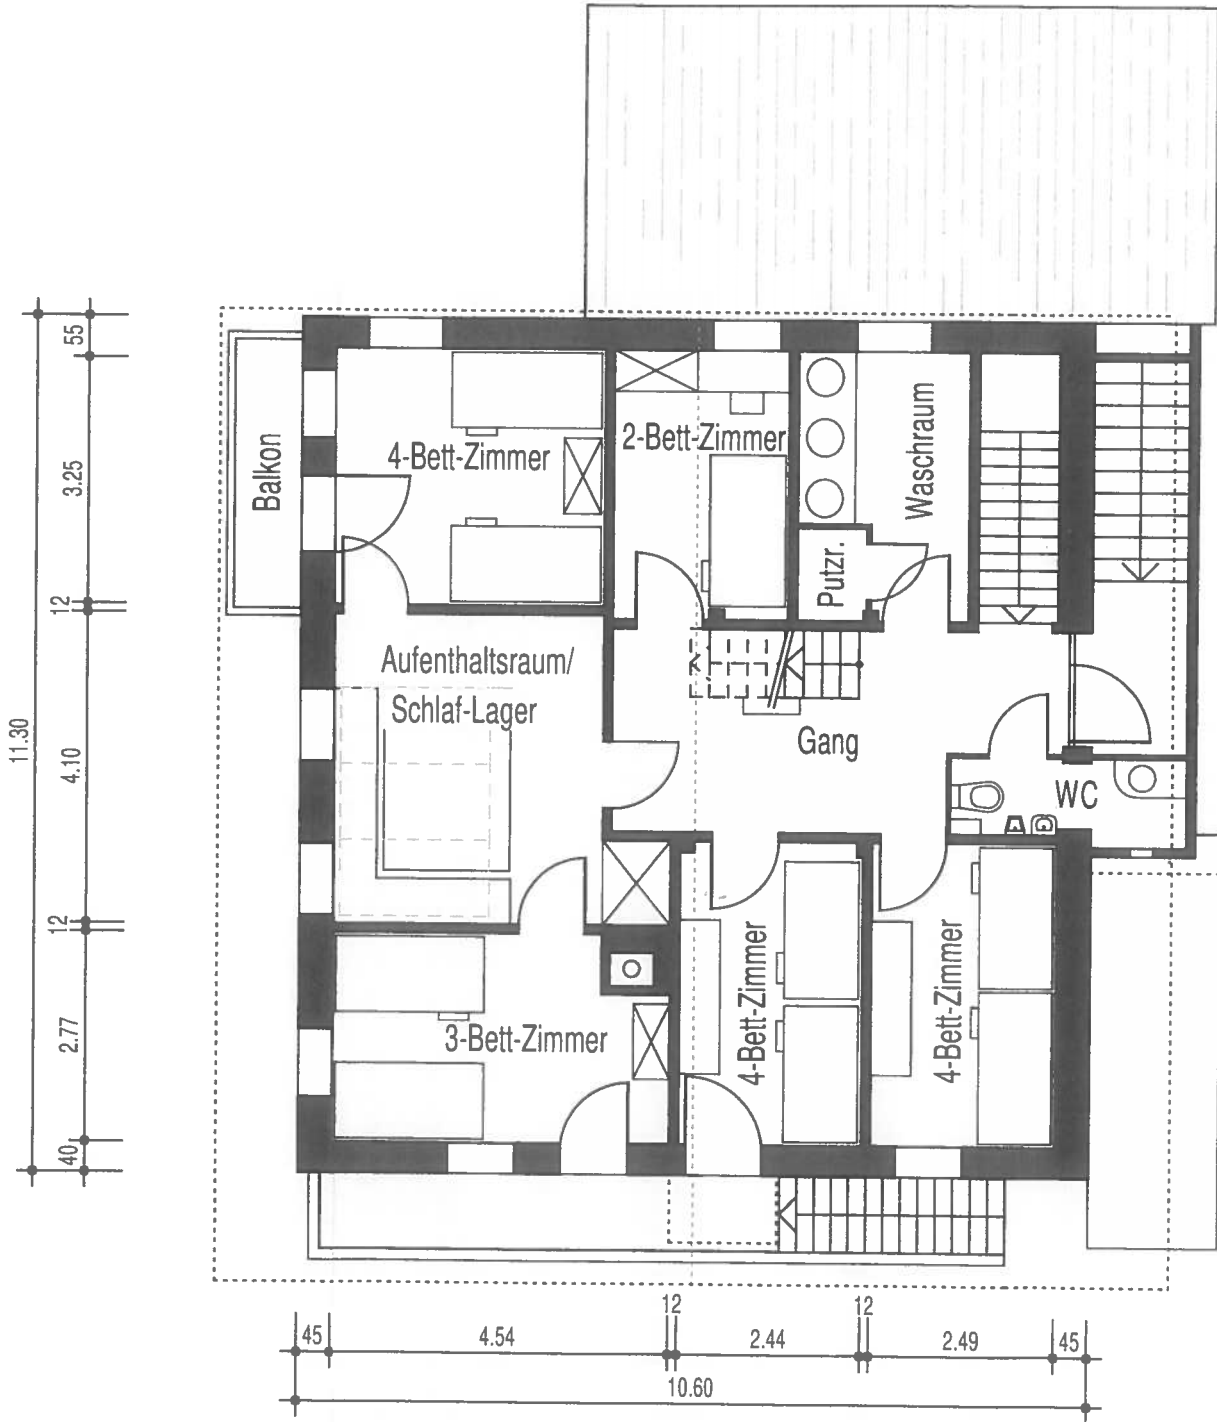 4-Bett-Zimmer
2-Bett-Zimmer
Waschraum
Balkon
Putzr.
Aufenthaltsraum/
Schlaf-Lager
Gang
WC
3-Bett-Zimmer
4-Bett-Zimmer
4-Bett-Zimmer
55
3.25
12
4.10
12
2.77
40
11.30
12
12
45
4.54
2.44
2.49
45
10.60